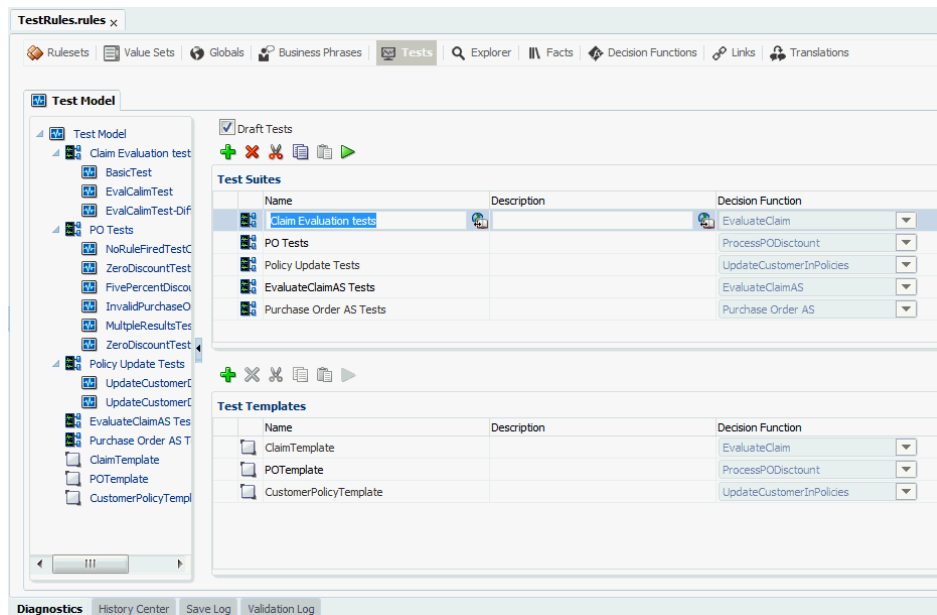 TestRules.rules x
Rulesets Value Sets Globals Business Phrases Tests Explorer Facts Decision Functions Links Translations
Test Model
Test Model
Claim Evaluation test
BasicTest
EvalCalimTest
EvalCalimTest-Dif
PO Tests
NoRuleFiredTestC
ZeroDiscountTest
FivePercentDiscou
InvalidPurchaseO
MultpleResultsTes
ZeroDiscountTest
Policy Update Tests
UpdateCustomerD
UpdateCustomerD
EvaluateClaimAS Tes
Purchase Order AS T
ClaimTemplate
POTemplate
CustomerPolicyTempl
Draft Tests
Test Suites
Name Description Decision Function
Claim Evaluation tests EvaluateClaim
PO Tests ProcessPODisctount
Policy Update Tests UpdateCustomerInPolicies
EvaluateClaimAS Tests EvaluateClaimAS
Purchase Order AS Tests Purchase Order AS
Test Templates
Name Description Decision Function
ClaimTemplate EvaluateClaim
POTemplate ProcessPODisctount
CustomerPolicyTemplate UpdateCustomerInPolicies
Diagnostics History Center Save Log Validation Log